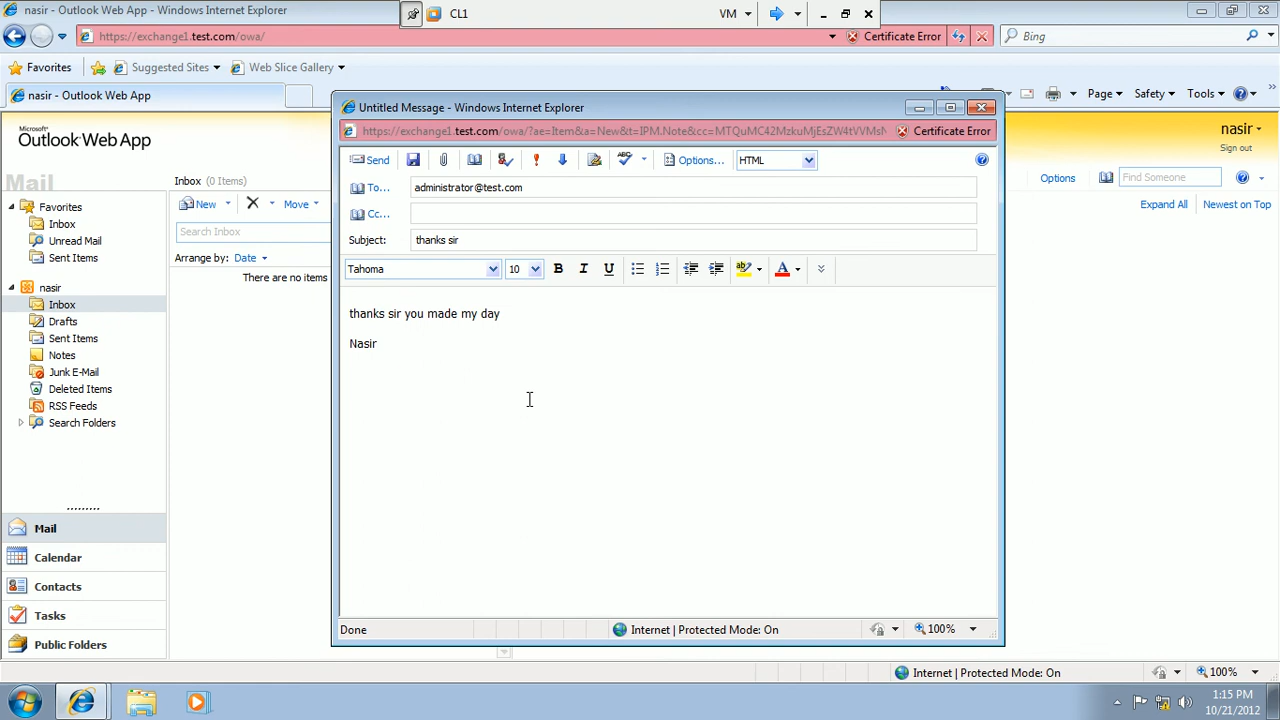 nasir - Outlook Web App - Windows Internet Explorer
CL1
VM
https://exchange1.test.com/owa/
Certificate Error
Bing
Favorites
Suggested Sites
Web Slice Gallery
nasir - Outlook Web App
Page
Safety
Tools
Untitled Message - Windows Internet Explorer
Certificate Error
Microsoft
Outlook Web App
nasir
Sign out
Mail
Inbox (0 Items)
Options
Find Someone
New
Move
Expand All
Newest on Top
Search Inbox
Arrange by: Date
There are no items
Favorites
Inbox
Unread Mail
Sent Items
nasir
Inbox
Drafts
Sent Items
Notes
Junk E-Mail
Deleted Items
RSS Feeds
Search Folders
Mail
Calendar
Contacts
Tasks
Public Folders
Send
ABC
Options...
HTML
To...
administrator@test.com
Cc...
Subject:
thanks sir
Tahoma
10
B
I
U
ab
A
thanks sir you made my day
Nasir
Done
Internet | Protected Mode: On
100%
Internet | Protected Mode: On
100%
1:15 PM
10/21/2012